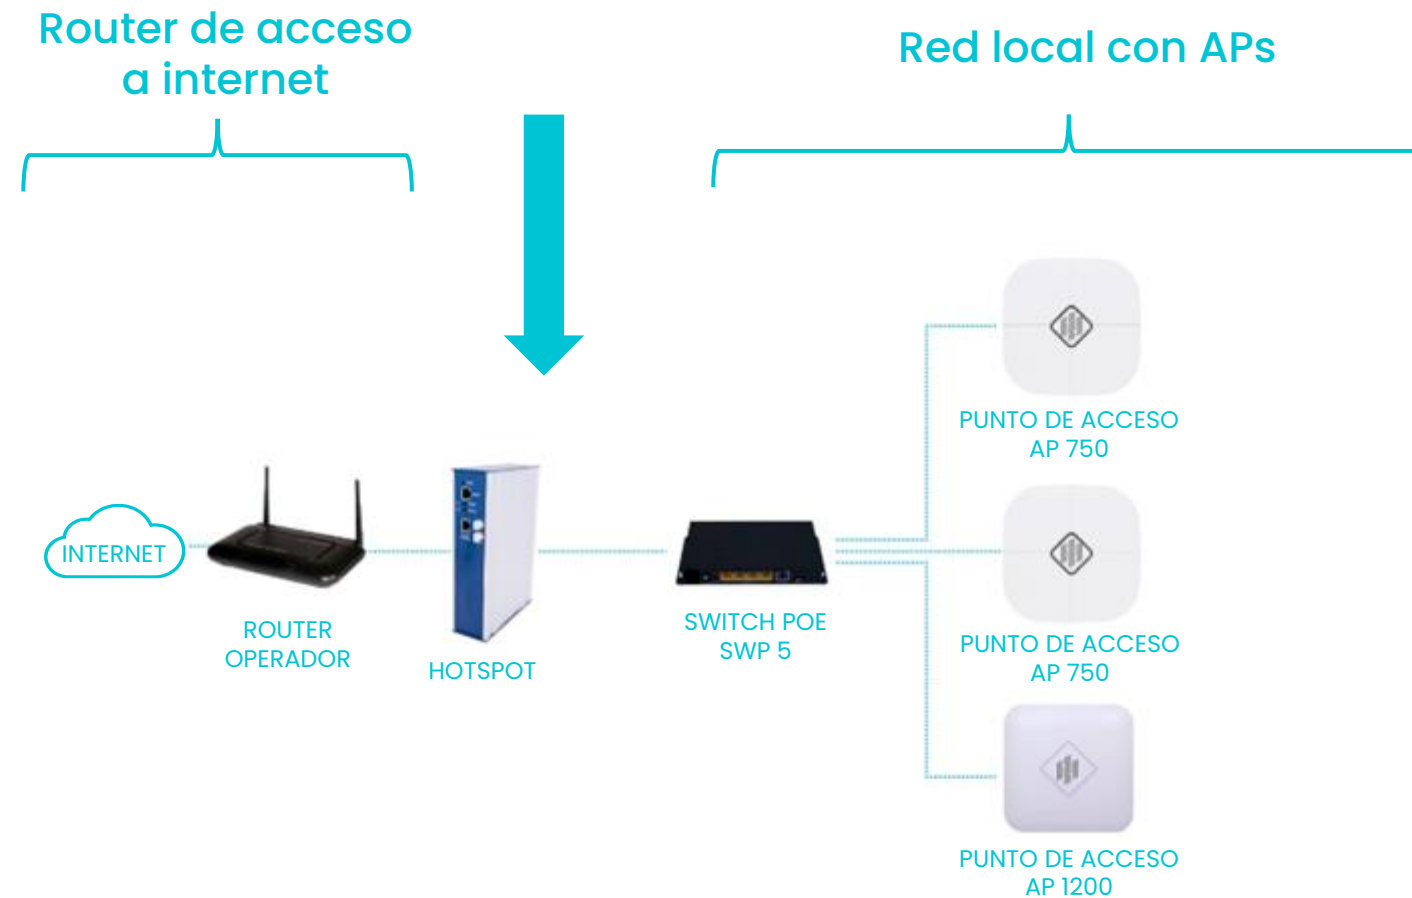 Router de acceso
a internet
Red local con APs
INTERNET
ROUTER
OPERADOR
HOTSPOT
SWITCH POE
SWP 5
PUNTO DE ACCESO
AP 750
PUNTO DE ACCESO
AP 750
PUNTO DE ACCESO
AP 1200